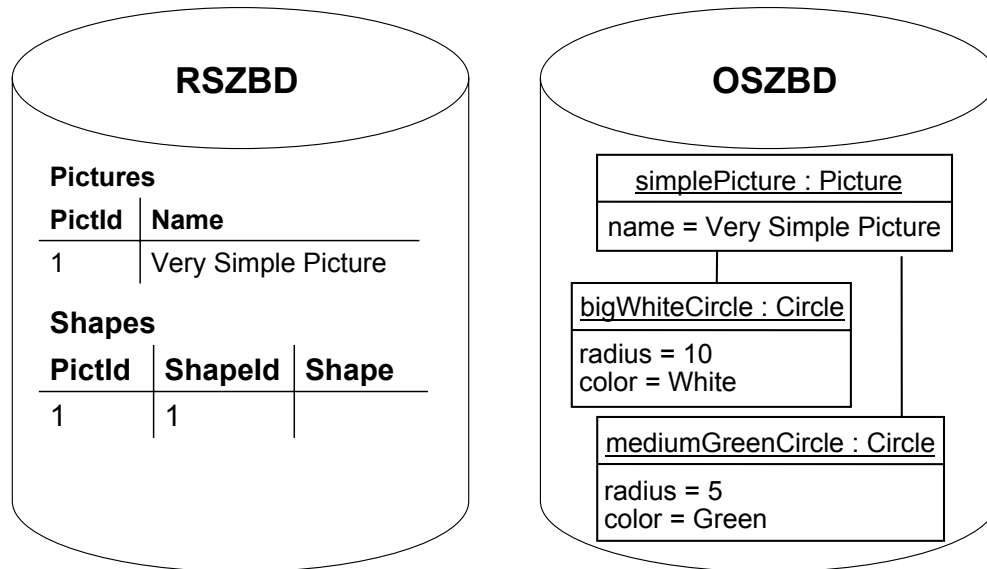 RSZBD
Pictures
PictId Name
1 Very Simple Picture
Shapes
PictId ShapeId Shape
1 1
OSZBD
simplePicture : Picture
name = Very Simple Picture
bigWhiteCircle : Circle
radius = 10
color = White
mediumGreenCircle : Circle
radius = 5
color = Green